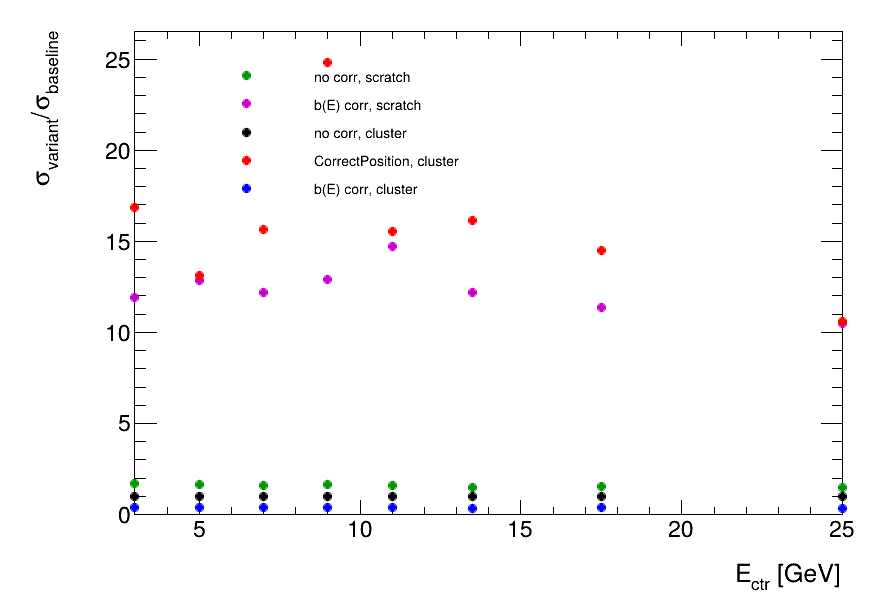 σvariant/σbaseline
25
20
15
10
5
0
no corr, scratch
b(E) corr, scratch
no corr, cluster
CorrectPosition, cluster
b(E) corr, cluster
5 10 15 20 25
Ectr [GeV]